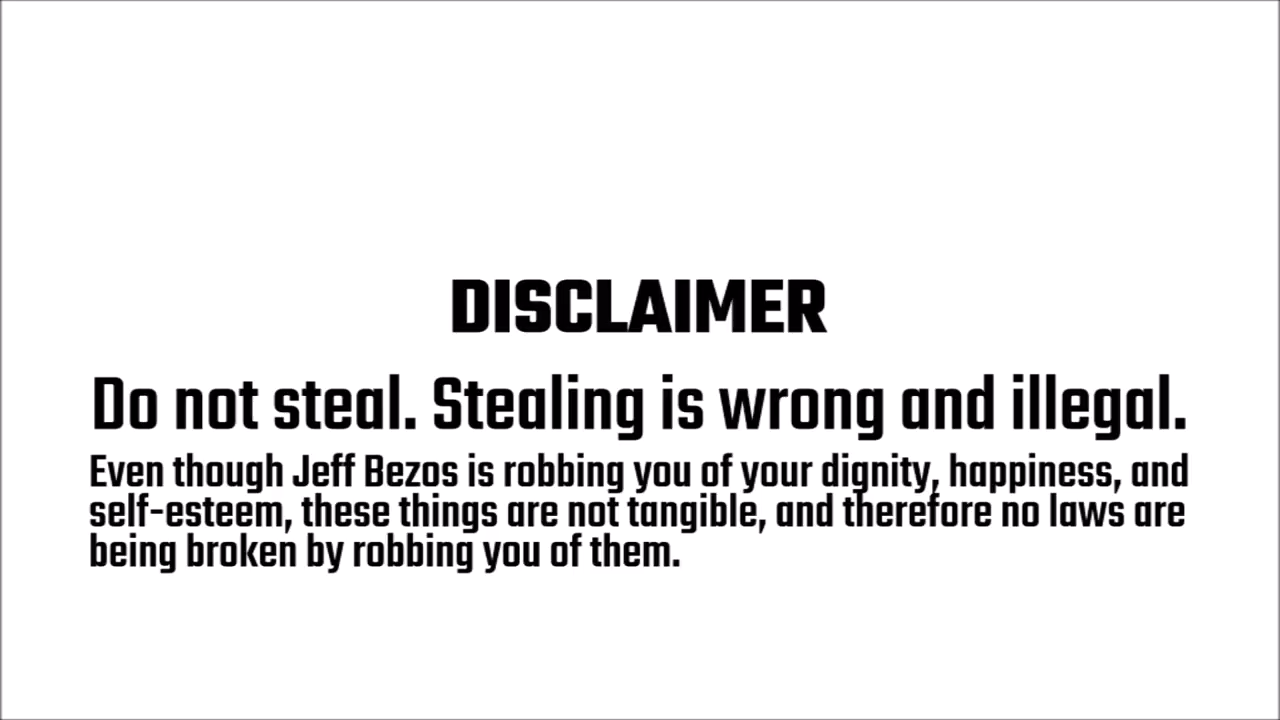 DISCLAIMER
Do not steal. Stealing is wrong and illegal.
Even though Jeff Bezos is robbing you of your dignity, happiness, and
self-esteem, these things are not tangible, and therefore no laws are
being broken by robbing you of them.